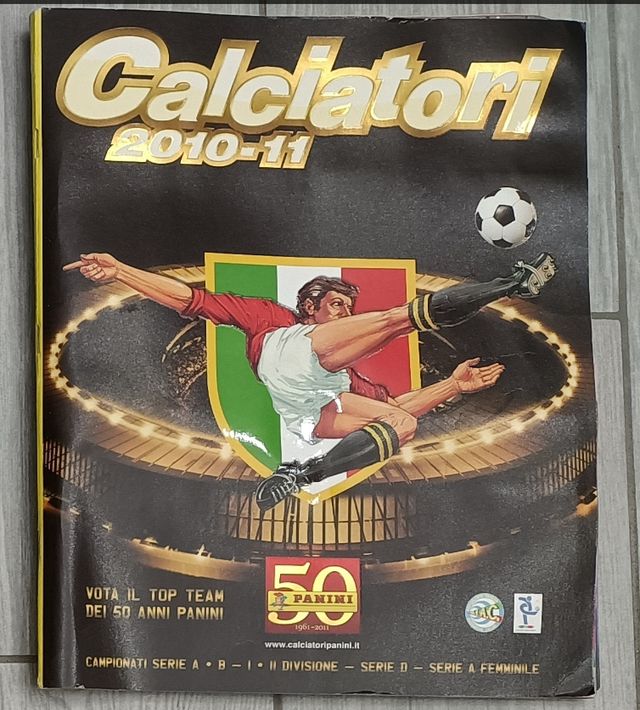 Calciatori
2010-11
VOTA IL TOP TEAM
DEI 50 ANNI PANINI
50
PANINI
1961-2011
www.calciatoripanini.it
CAMPIONATI SERIE A • B – I • II DIVISIONE – SERIE D – SERIE A FEMMINILE